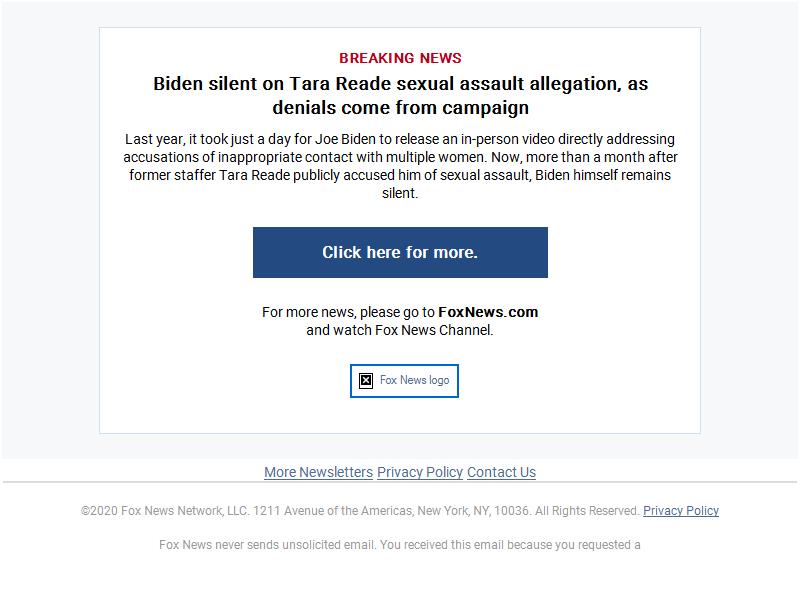 BREAKING NEWS
Biden silent on Tara Reade sexual assault allegation, as
denials come from campaign
Last year, it took just a day for Joe Biden to release an in-person video directly addressing
accusations of inappropriate contact with multiple women. Now, more than a month after
former staffer Tara Reade publicly accused him of sexual assault, Biden himself remains
silent.
Click here for more.
For more news, please go to FoxNews.com
and watch Fox News Channel.
Fox News logo
More Newsletters Privacy Policy Contact Us
©2020 Fox News Network, LLC. 1211 Avenue of the Americas, New York, NY, 10036. All Rights Reserved. Privacy Policy
Fox News never sends unsolicited email. You received this email because you requested a